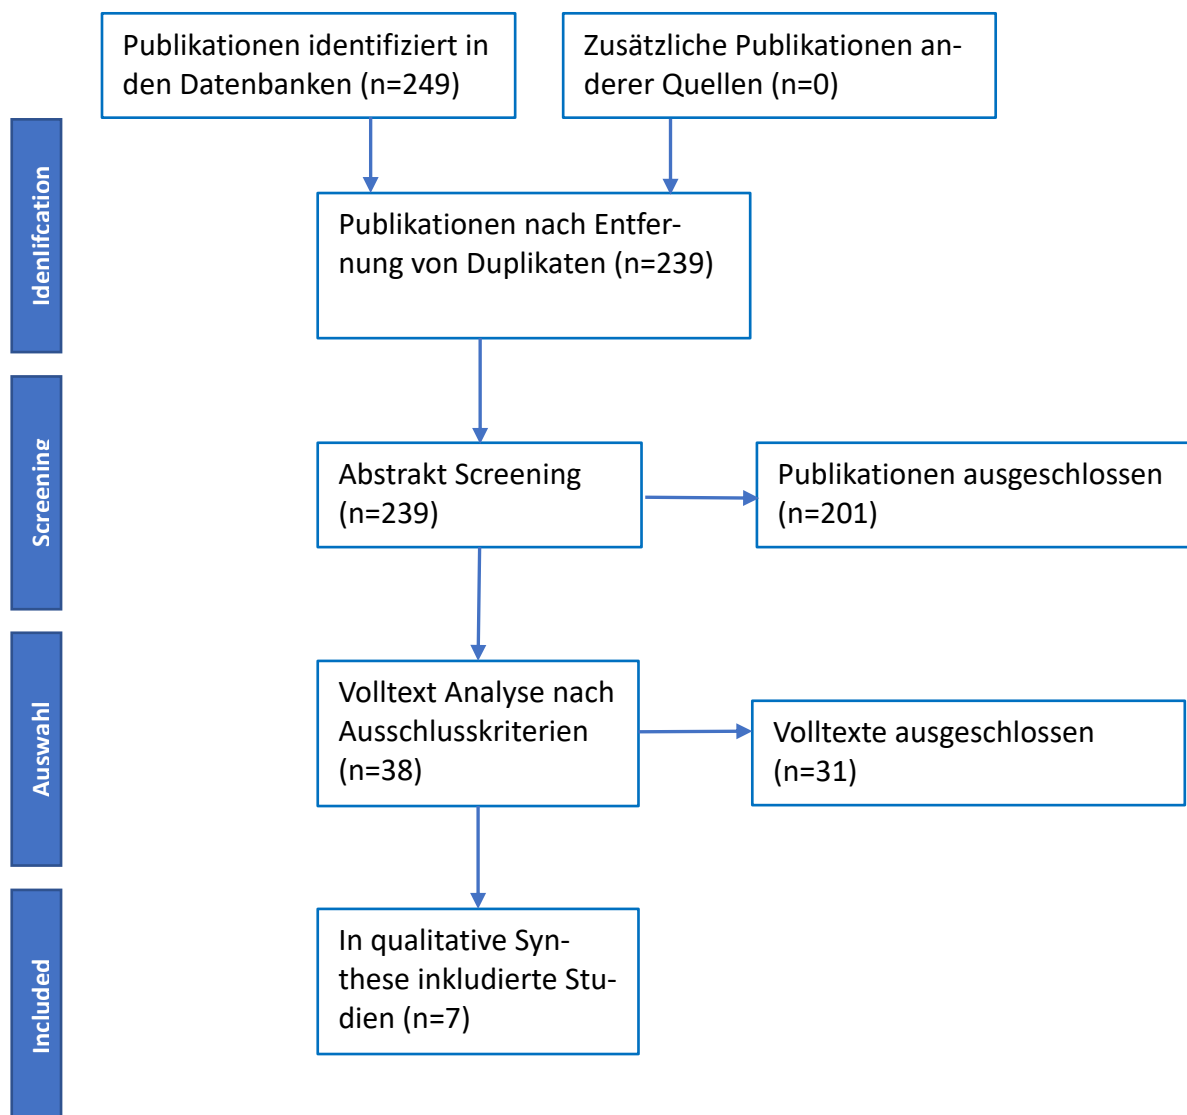 Publikationen identifiziert in
den Datenbanken (n=249)
Zusätzliche Publikationen an-
derer Quellen (n=0)
Idenlifcation
Publikationen nach Entfer-
nung von Duplikaten (n=239)
Screening
Abstrakt Screening
(n=239)
Publikationen ausgeschlossen
(n=201)
Auswahl
Volltext Analyse nach
Ausschlusskriterien
(n=38)
Volltexte ausgeschlossen
(n=31)
Included
In qualitative Syn-
these inkludierte Stu-
dien (n=7)